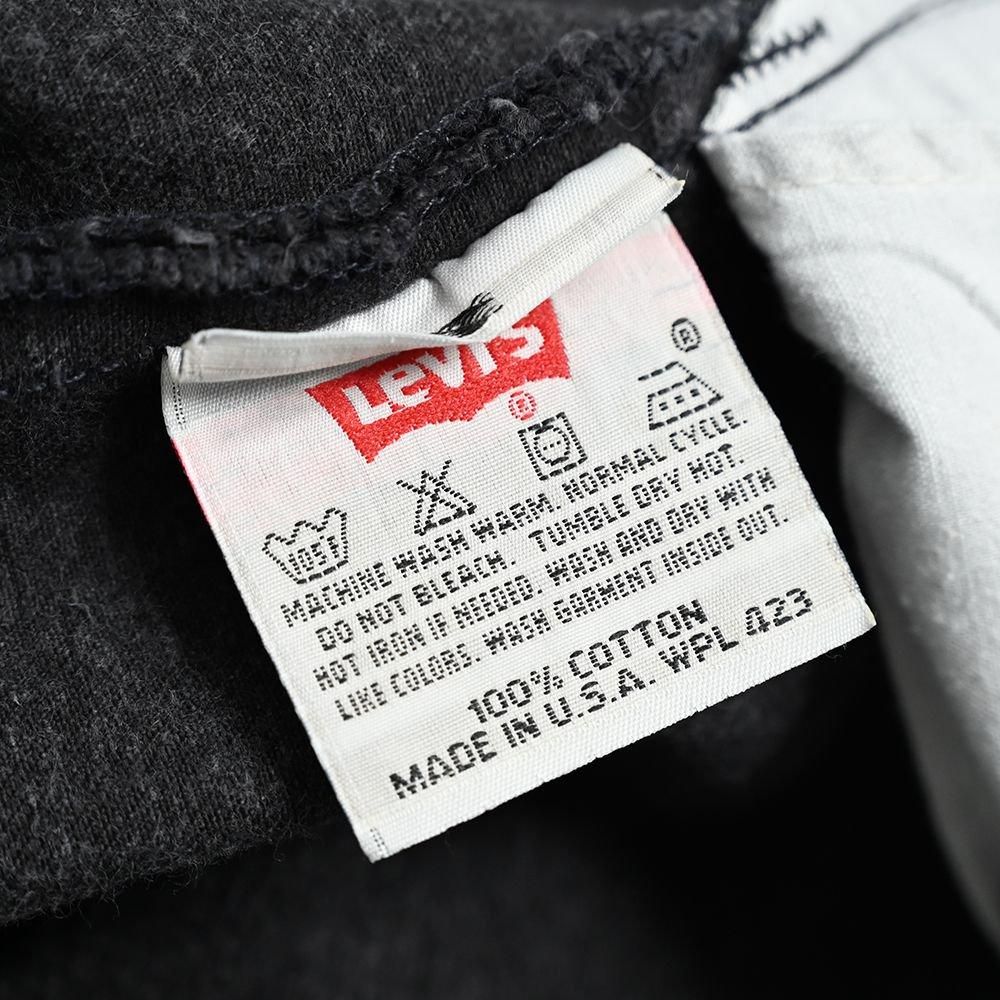 Levi's
®
®
105F
MACHINE WASH WARM. NORMAL CYCLE.
DO NOT BLEACH. TUMBLE DRY HOT.
HOT IRON IF NEEDED. WASH AND DRY WITH
LIKE COLORS. WASH GARMENT INSIDE OUT.
100% COTTON
MADE IN U.S.A. WPL 423